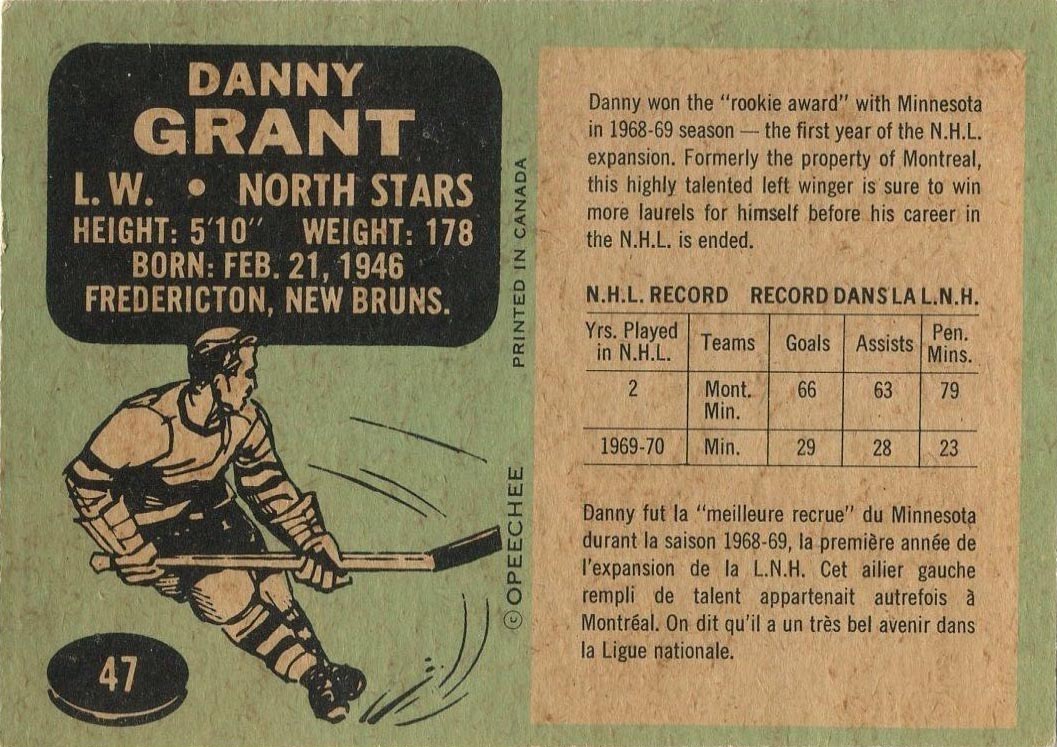 DANNY
GRANT
L.W. • NORTH STARS
HEIGHT: 5'10" WEIGHT: 178
BORN: FEB. 21, 1946
FREDERICTON, NEW BRUNS.
47
PRINTED IN CANADA
© OPEECHEE
Danny won the "rookie award" with Minnesota
in 1968-69 season — the first year of the N.H.L.
expansion. Formerly the property of Montreal,
this highly talented left winger is sure to win
more laurels for himself before his career in
the N.H.L. is ended.
N.H.L. RECORD RECORD DANS LA L.N.H.
Yrs. Played in N.H.L. Teams Goals Assists Pen. Mins.
2 Mont. Min. 66 63 79
1969-70 Min. 29 28 23
Danny fut la "meilleure recrue" du Minnesota
durant la saison 1968-69, la première année de
l'expansion de la L.N.H. Cet ailier gauche
rempli de talent appartenait autrefois à
Montréal. On dit qu'il a un très bel avenir dans
la Ligue nationale.